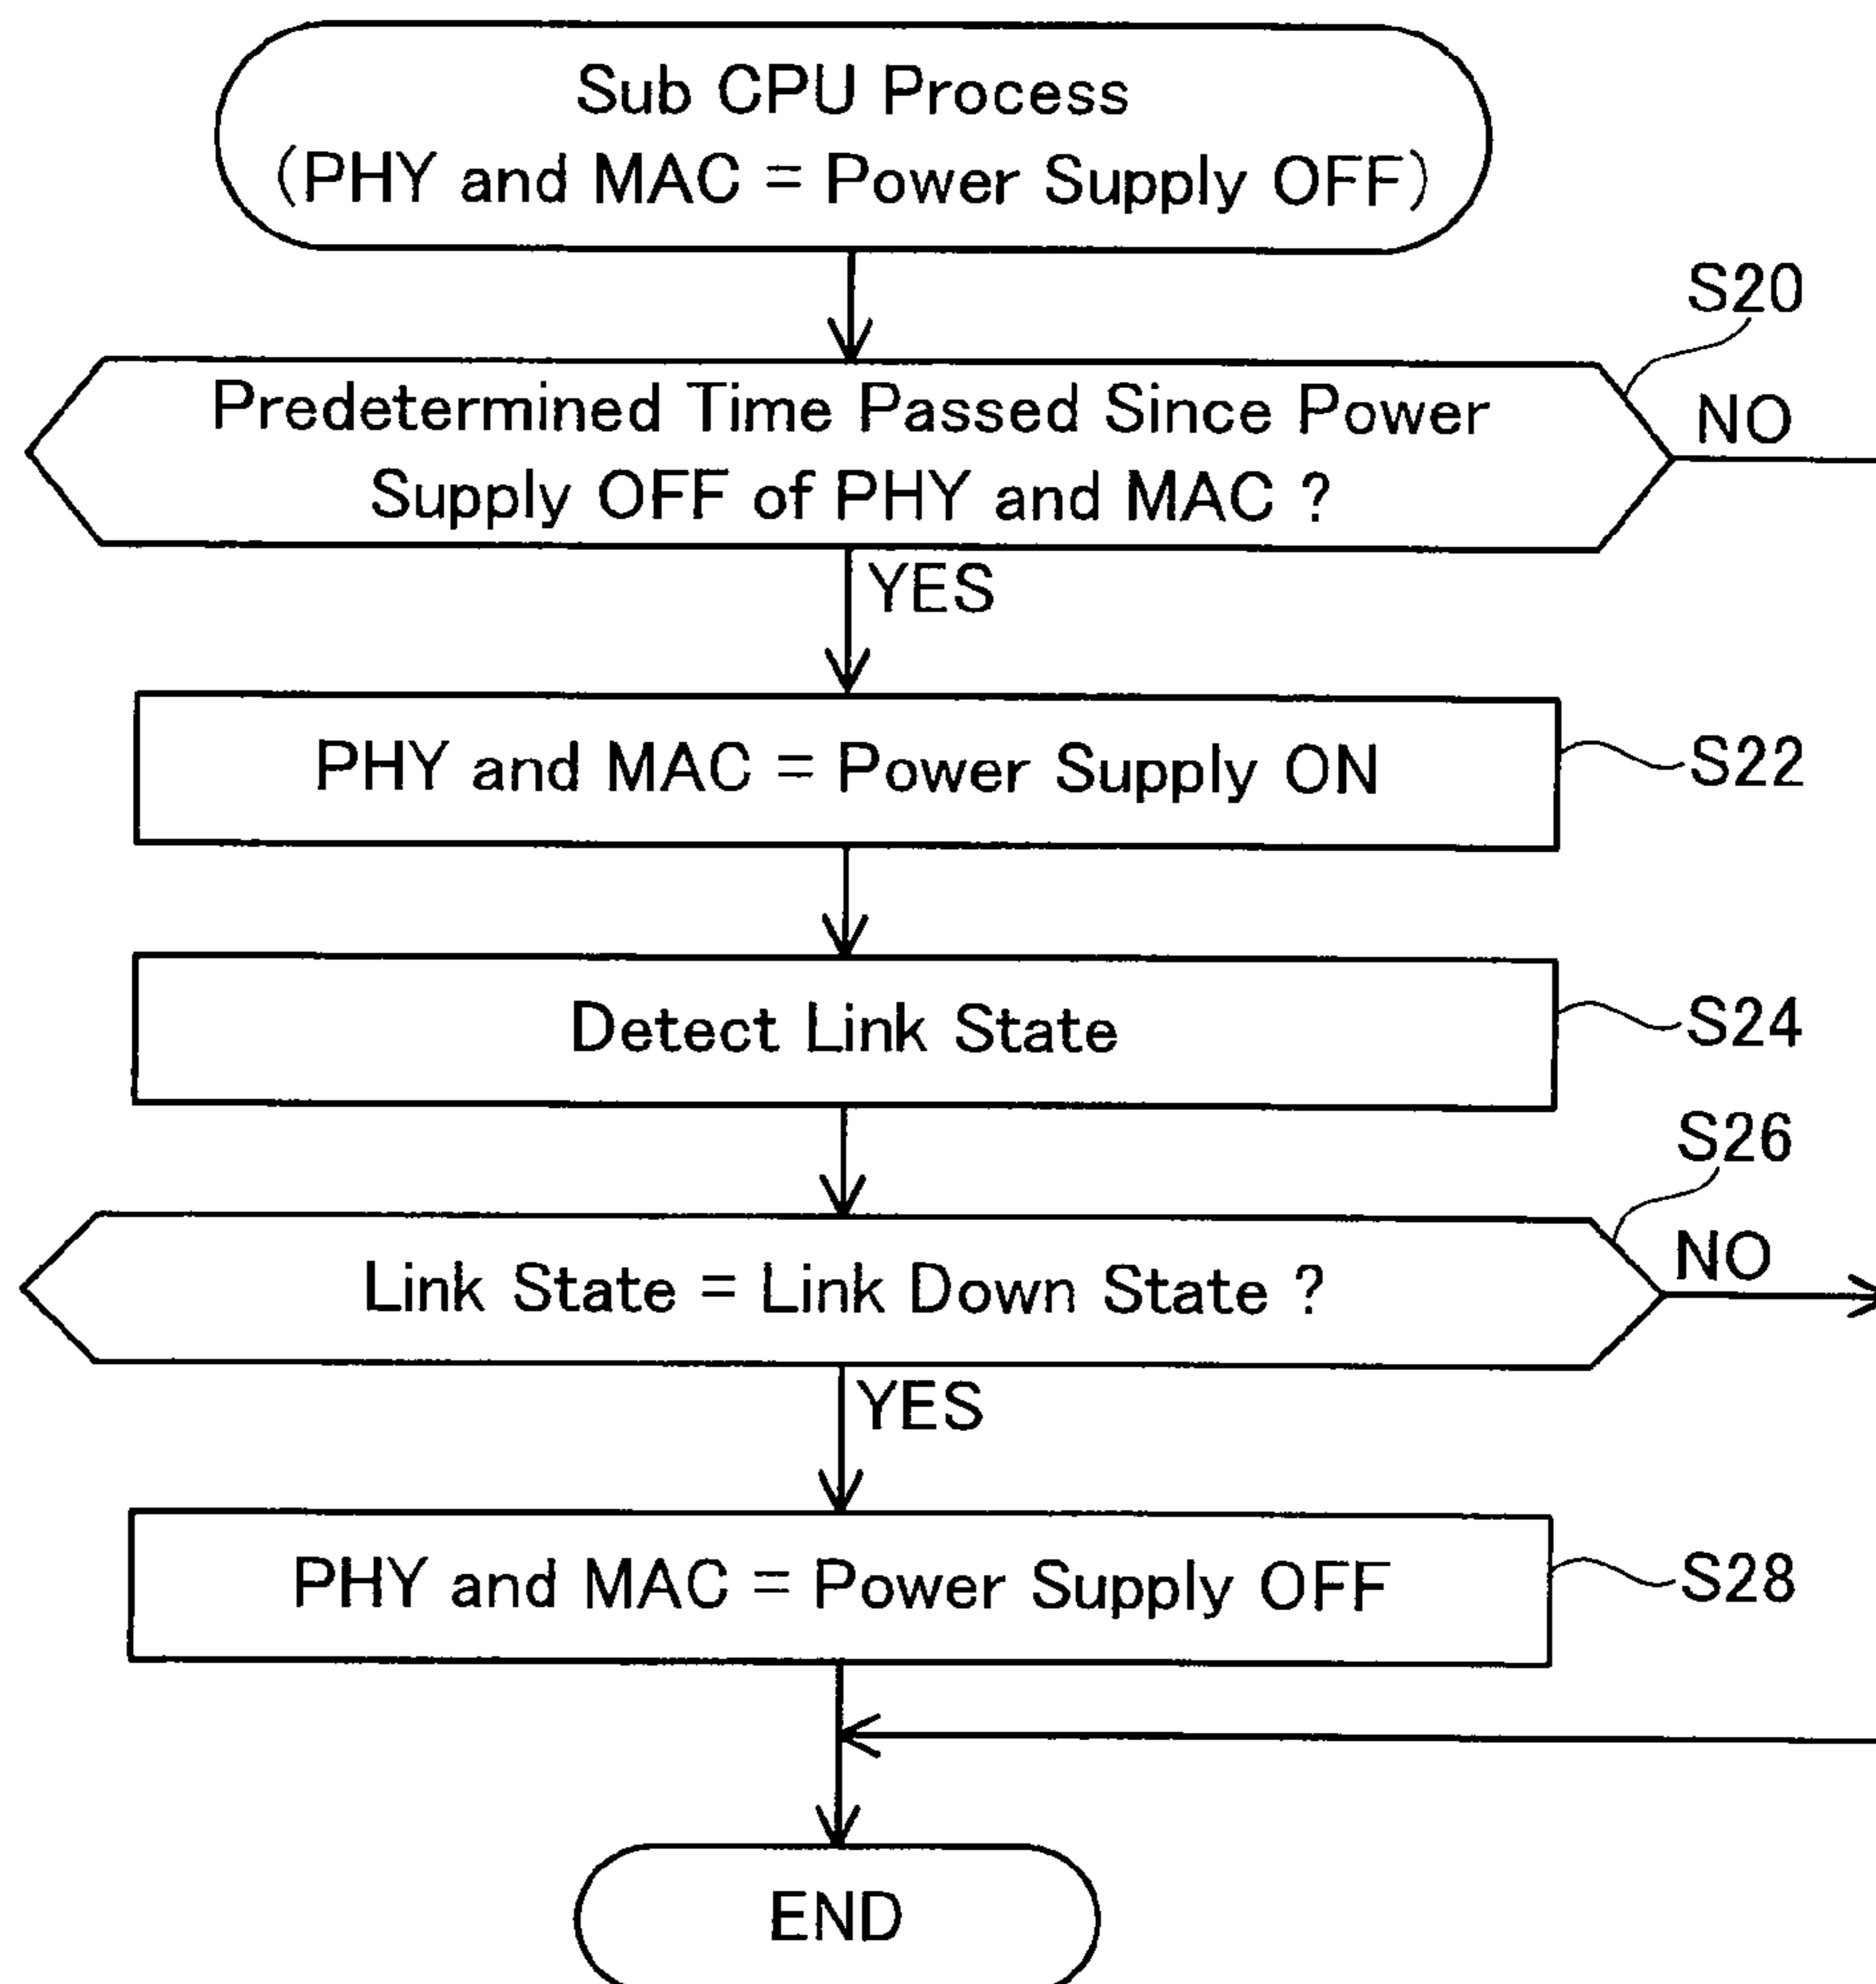 Sub CPU Process
(PHY and MAC = Power Supply OFF)
S20
Predetermined Time Passed Since Power
Supply OFF of PHY and MAC ?
NO
YES
PHY and MAC = Power Supply ON
S22
Detect Link State
S24
S26
Link State = Link Down State ?
NO
YES
PHY and MAC = Power Supply OFF
S28
END